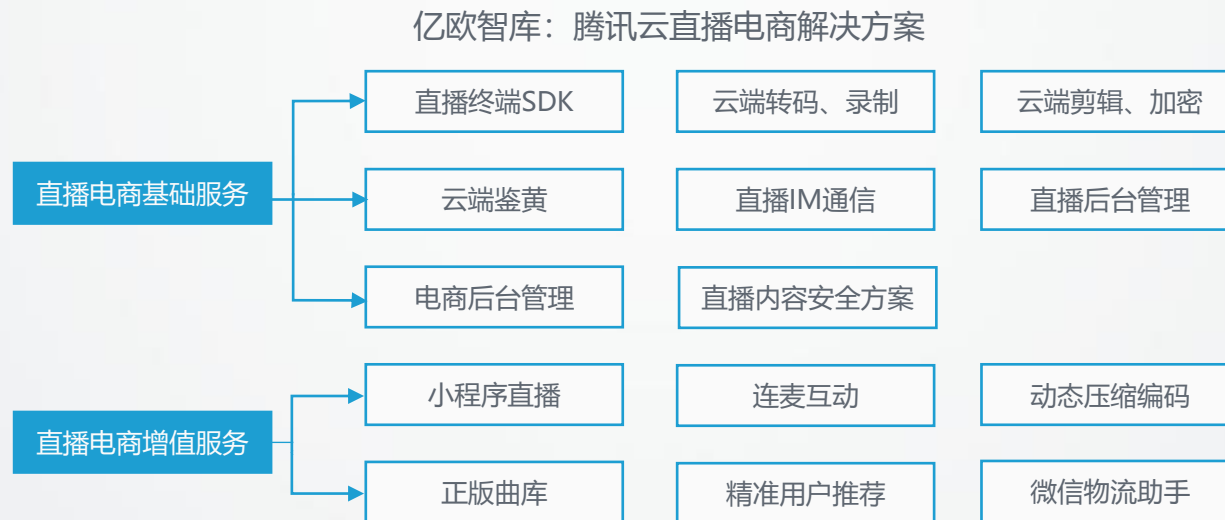 亿欧智库：腾讯云直播电商解决方案
直播终端SDK
云端转码、录制
云端剪辑、加密
直播电商基础服务
云端鉴黄
直播IM通信
直播后台管理
电商后台管理
直播内容安全方案
小程序直播
连麦互动
动态压缩编码
直播电商增值服务
正版曲库
精准用户推荐
微信物流助手